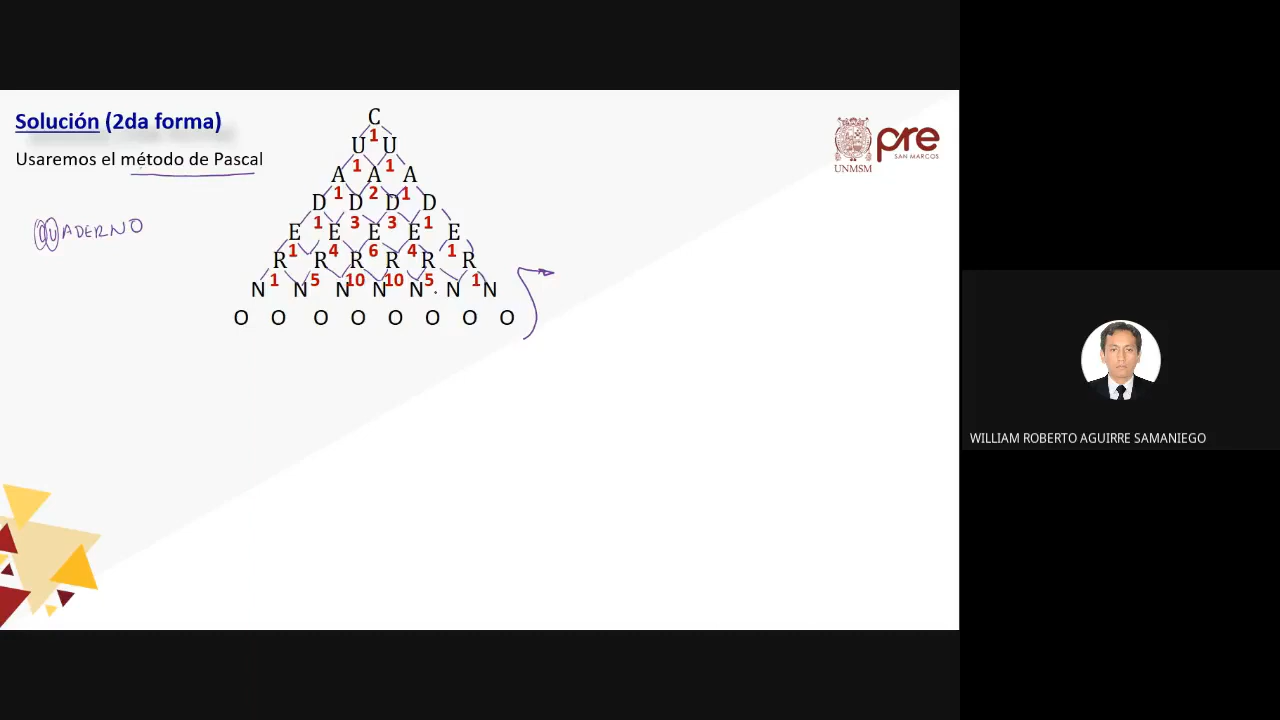 Solución (2da forma)
Usaremos el método de Pascal
CUADERNO
C
1
U U
1 1
A A A
1 2 1
D D D D
1 3 3 1
E E E E E
1 4 6 4 1
R R R R R R
1 5 10 10 5 1
N N N N N N N
O O O O O O O O
pre
SAN MARCOS
UNMSM
WILLIAM ROBERTO AGUIRRE SAMANIEGO